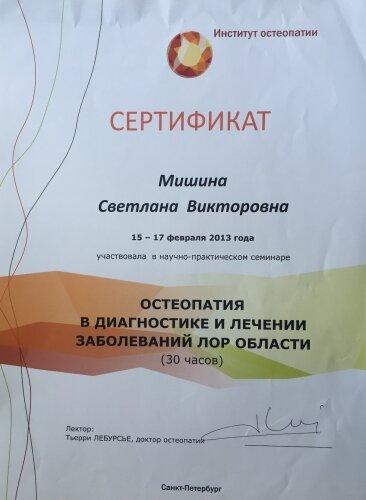 Институт остеопатии
СЕРТИФИКАТ
Мишина
Светлана Викторовна
15 – 17 февраля 2013 года
участвовала в научно-практическом семинаре
ОСТЕОПАТИЯ
В ДИАГНОСТИКЕ И ЛЕЧЕНИИ
ЗАБОЛЕВАНИЙ ЛОР ОБЛАСТИ
(30 часов)
Лектор:
Тьерри ЛЕБУРСЬЕ, доктор остеопатии
Санкт-Петербург